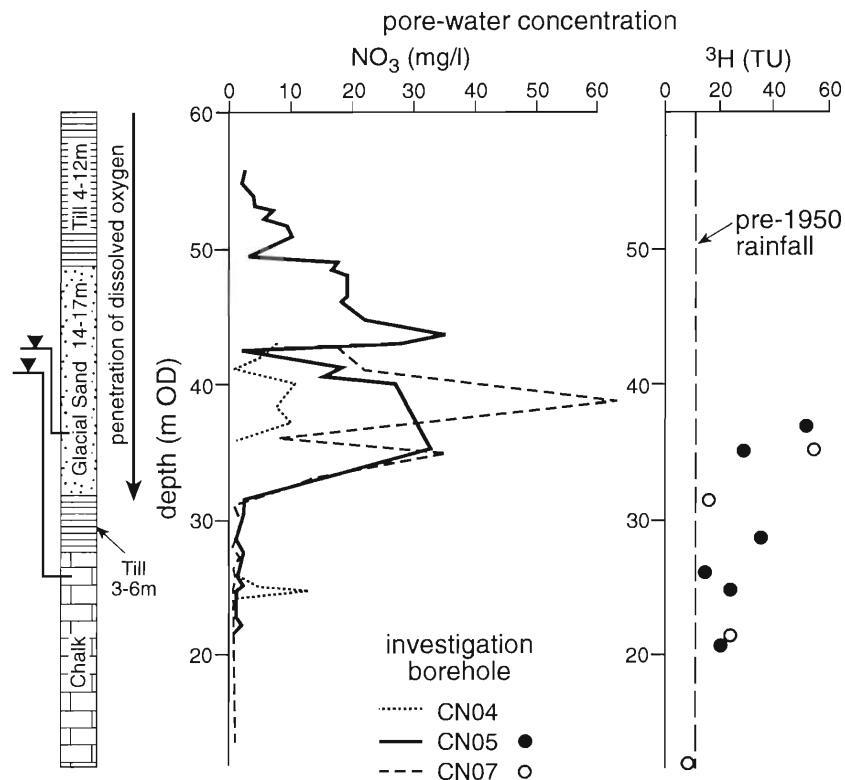 pore-water concentration
NO3 (mg/l)
3H (TU)
0 10 20 30 40 50 60
0 20 40 60
60
50
40
30
20
50
40
30
20
depth (m OD)
Till 4-12m
Glacial Sand 14-17m
Chalk
penetration of dissolved oxygen
Till
3-6m
pre-1950
rainfall
investigation
borehole
CN04
CN05
CN07